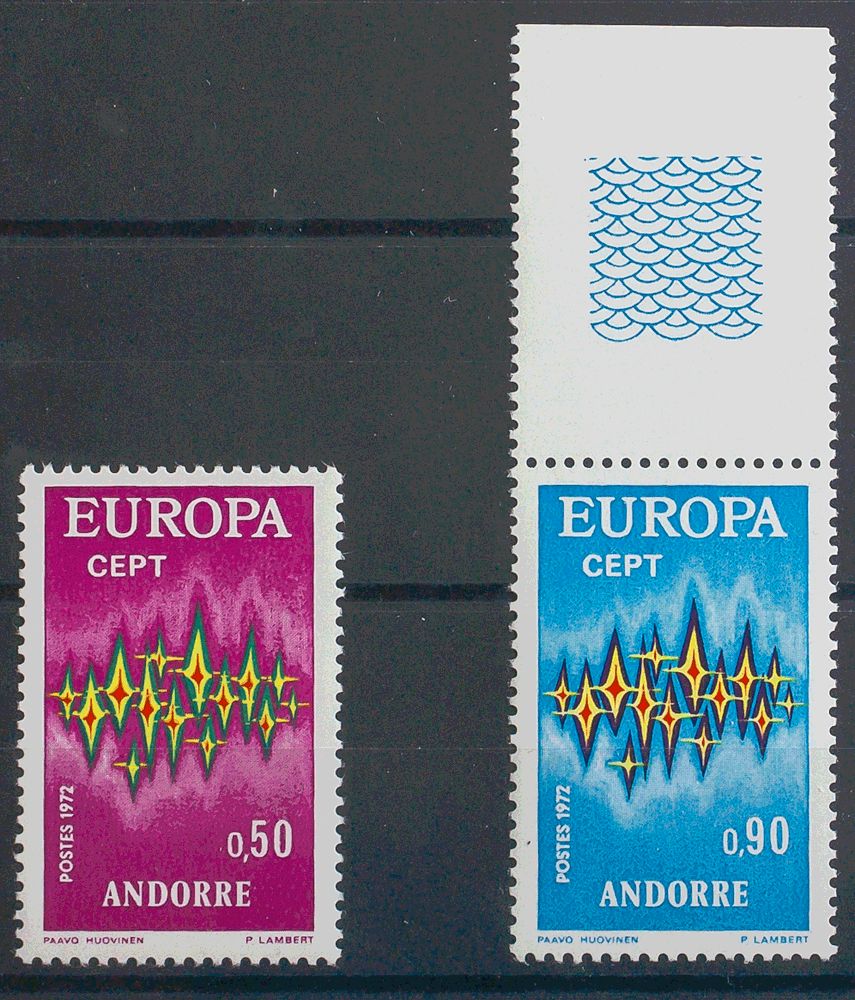 EUROPA
CEPT
POSTES 1972
0,50
ANDORRE
PAAVO HUOVINEN P. LAMBERT
EUROPA
CEPT
POSTES 1972
0,90
ANDORRE
PAAVO HUOVINEN P. LAMBERT